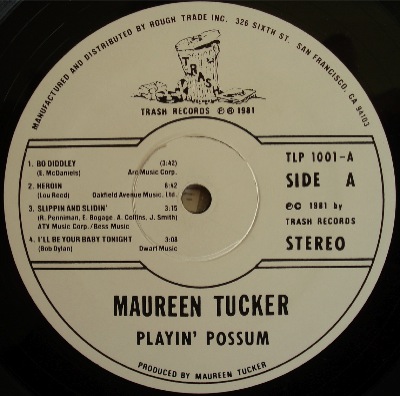 MANUFACTURED AND DISTRIBUTED BY ROUGH TRADE INC. 326 SIXTH ST. SAN FRANCISCO, CA 94103
TRASH
TRASH RECORDS ℗ © 1981
1. BO DIDDLEY (3:42)
(E. McDaniels) Arc Music Corp.
2. HEROIN 6:42
(Lou Reed) Oakfield Avenue Music, Ltd.
3. SLIPPIN AND SLIDIN' 3:15
(R. Penniman, E. Bogage, A. Collins, J. Smith)
ATV Music Corp./Bess Music
4. I'LL BE YOUR BABY TONIGHT 3:08
(Bob Dylan) Dwarf Music
TLP 1001-A
SIDE A
℗© 1981 by
TRASH RECORDS
STEREO
MAUREEN TUCKER
PLAYIN' POSSUM
PRODUCED BY MAUREEN TUCKER